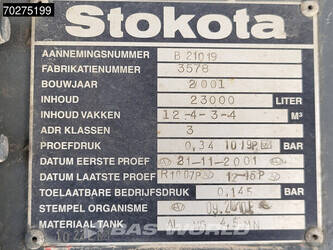 70275199
Stokota
AANNEMINGSNUMMER B 21019
FABRIKATIENUMMER 3578
BOUWJAAR 2001
INHOUD 23000 LITER
INHOUD VAKKEN 12-4-3-4 M³
ADR KLASSEN 3
PROEFDRUK 0,34 BAR
DATUM EERSTE PROEF 21-11-2001
DATUM LAATSTE PROEF
TOELAATBARE BEDRIJFSDRUK 0,145 BAR
STEMPEL ORGANISME
MATERIAAL TANK
BAS WORLD